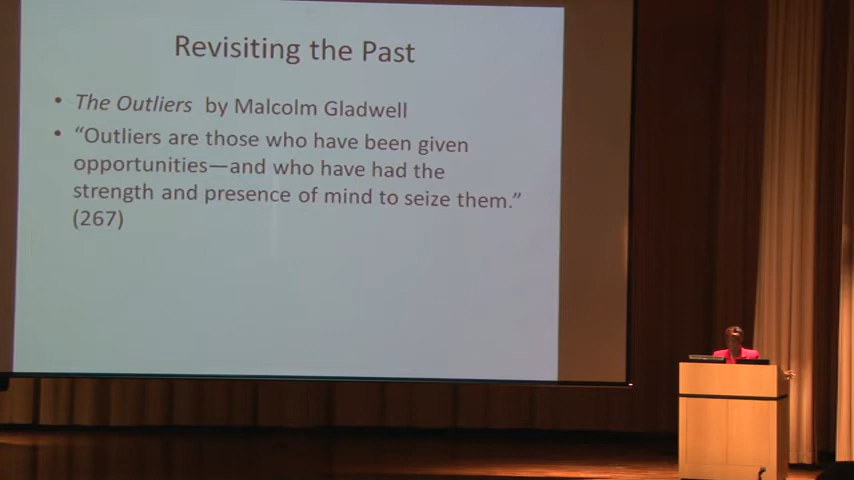 Revisiting the Past
• The Outliers by Malcolm Gladwell
• “Outliers are those who have been given
opportunities—and who have had the
strength and presence of mind to seize them.”
(267)